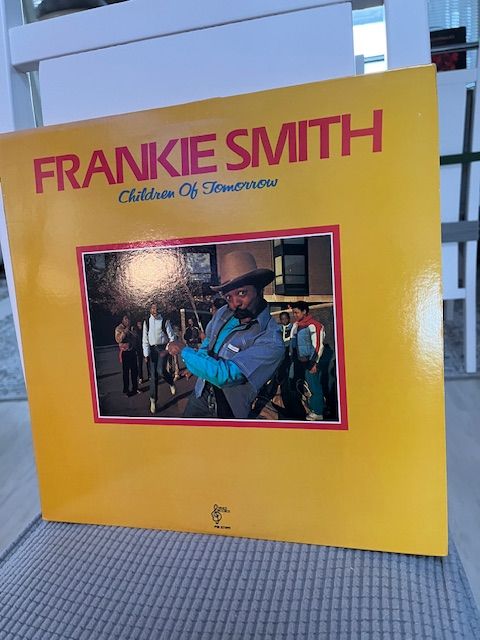 FRANKIE SMITH
Children Of Tomorrow